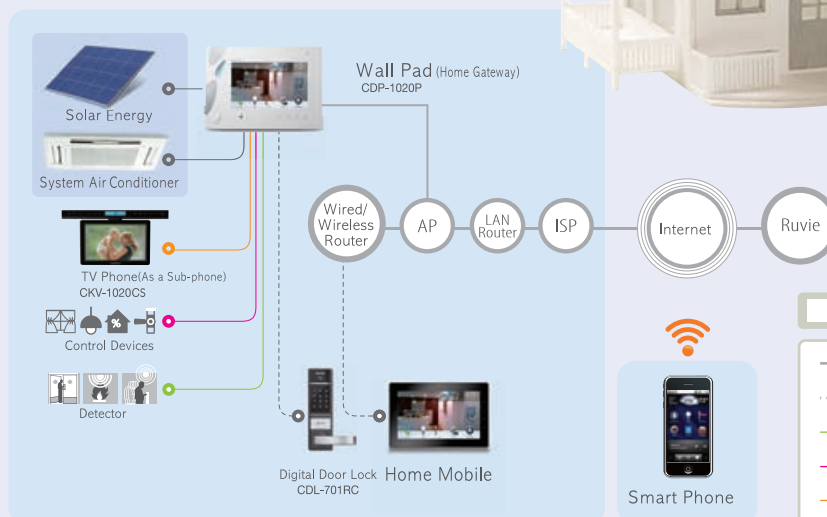 Wall Pad (Home Gateway)
CDP-1020P
Solar Energy
System Air Conditioner
TV Phone(As a Sub-phone)
CKV-1020CS
%
Control Devices
Detector
Wired/
Wireless
Router
AP
LAN
Router
ISP
Internet
Ruvie
Digital Door Lock
CDL-701RC
Home Mobile
Smart Phone